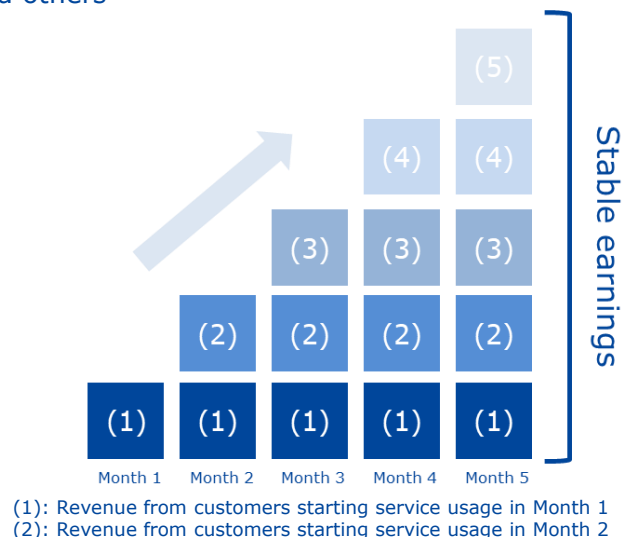 (5)
(4) (4)
(3) (3) (3)
(2) (2) (2) (2)
(1) (1) (1) (1) (1)
Month 1 Month 2 Month 3 Month 4 Month 5
Stable earnings
(1): Revenue from customers starting service usage in Month 1
(2): Revenue from customers starting service usage in Month 2